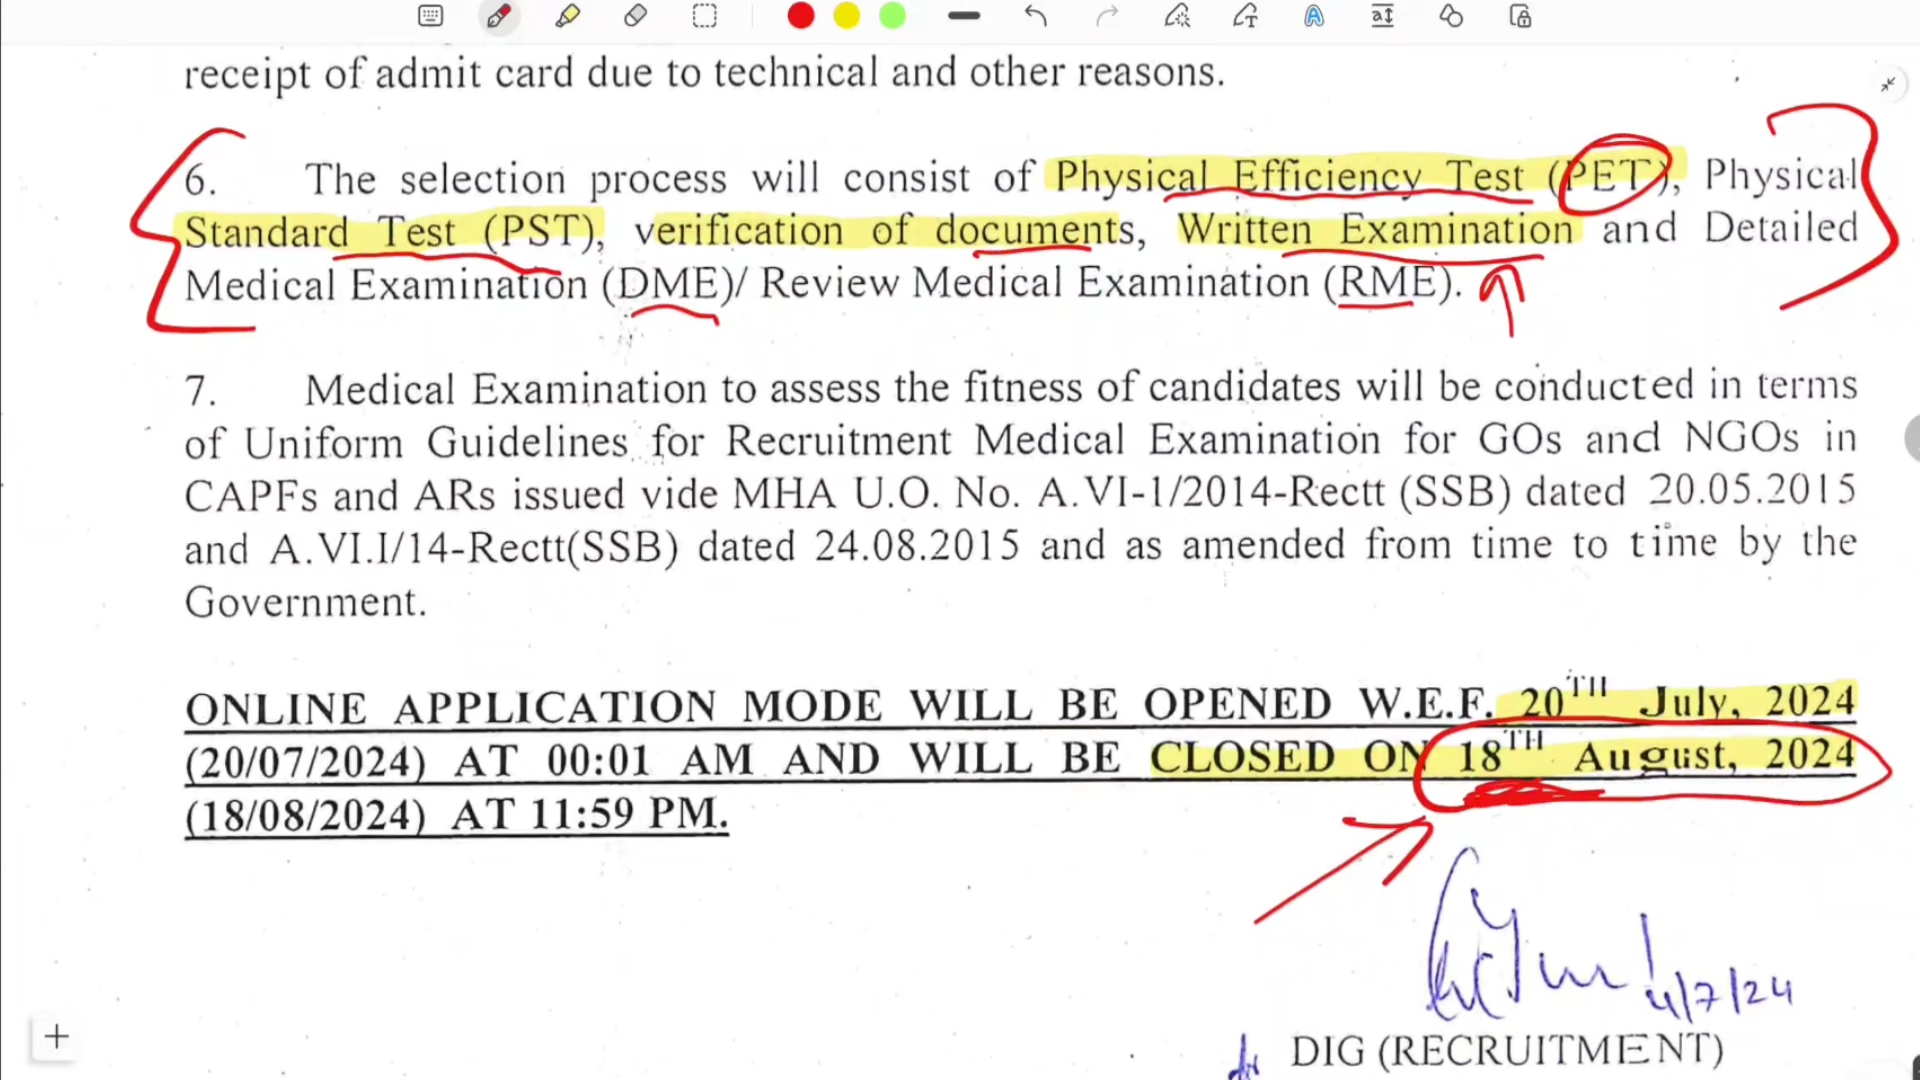 receipt of admit card due to technical and other reasons.
6. The selection process will consist of Physical Efficiency Test (PET), Physical
Standard Test (PST), verification of documents, Written Examination and Detailed
Medical Examination (DME)/ Review Medical Examination (RME).
7. Medical Examination to assess the fitness of candidates will be conducted in terms
of Uniform Guidelines for Recruitment Medical Examination for GOs and NGOs in
CAPFs and ARs issued vide MHA U.O. No. A.VI-1/2014-Rectt (SSB) dated 20.05.2015
and A.VI.I/14-Rectt(SSB) dated 24.08.2015 and as amended from time to time by the
Government.
ONLINE APPLICATION MODE WILL BE OPENED W.E.F. 20TH July, 2024
(20/07/2024) AT 00:01 AM AND WILL BE CLOSED ON 18TH August, 2024
(18/08/2024) AT 11:59 PM.
4/7/24
DIG (RECRUITMENT)